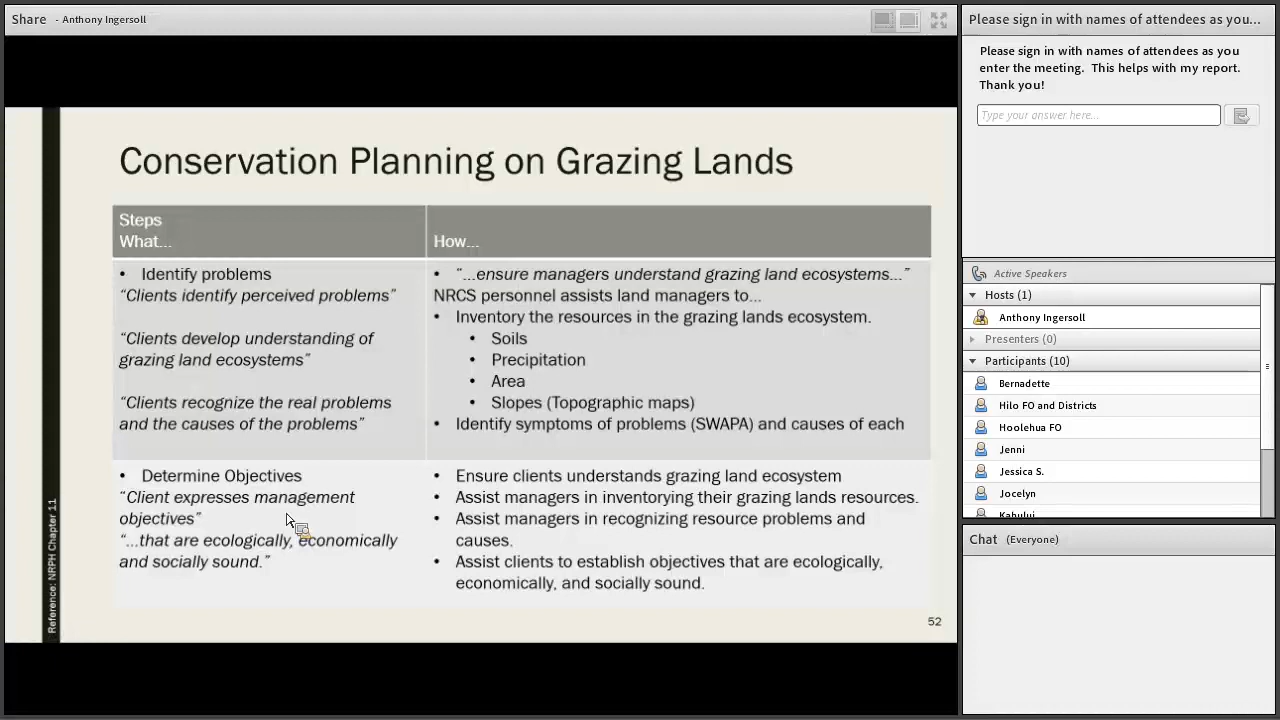 Share - Anthony Ingersoll
Conservation Planning on Grazing Lands
Steps
What...
How...
• Identify problems
“Clients identify perceived problems”
“Clients develop understanding of
grazing land ecosystems”
“Clients recognize the real problems
and the causes of the problems”
• “...ensure managers understand grazing land ecosystems...”
NRCS personnel assists land managers to...
• Inventory the resources in the grazing lands ecosystem.
• Soils
• Precipitation
• Area
• Slopes (Topographic maps)
• Identify symptoms of problems (SWAPA) and causes of each
• Determine Objectives
“Client expresses management
objectives”
“...that are ecologically, economically
and socially sound.”
• Ensure clients understands grazing land ecosystem
• Assist managers in inventorying their grazing lands resources.
• Assist managers in recognizing resource problems and
causes.
• Assist clients to establish objectives that are ecologically,
economically, and socially sound.
Reference: NRPH Chapter 11
52
Please sign in with names of attendees as you...
Please sign in with names of attendees as you
enter the meeting. This helps with my report.
Thank you!
Type your answer here...
Active Speakers
Hosts (1)
Anthony Ingersoll
Presenters (0)
Participants (10)
Bernadette
Hilo FO and Districts
Hoolehua FO
Jenni
Jessica S.
Jocelyn
Kahului
Chat (Everyone)